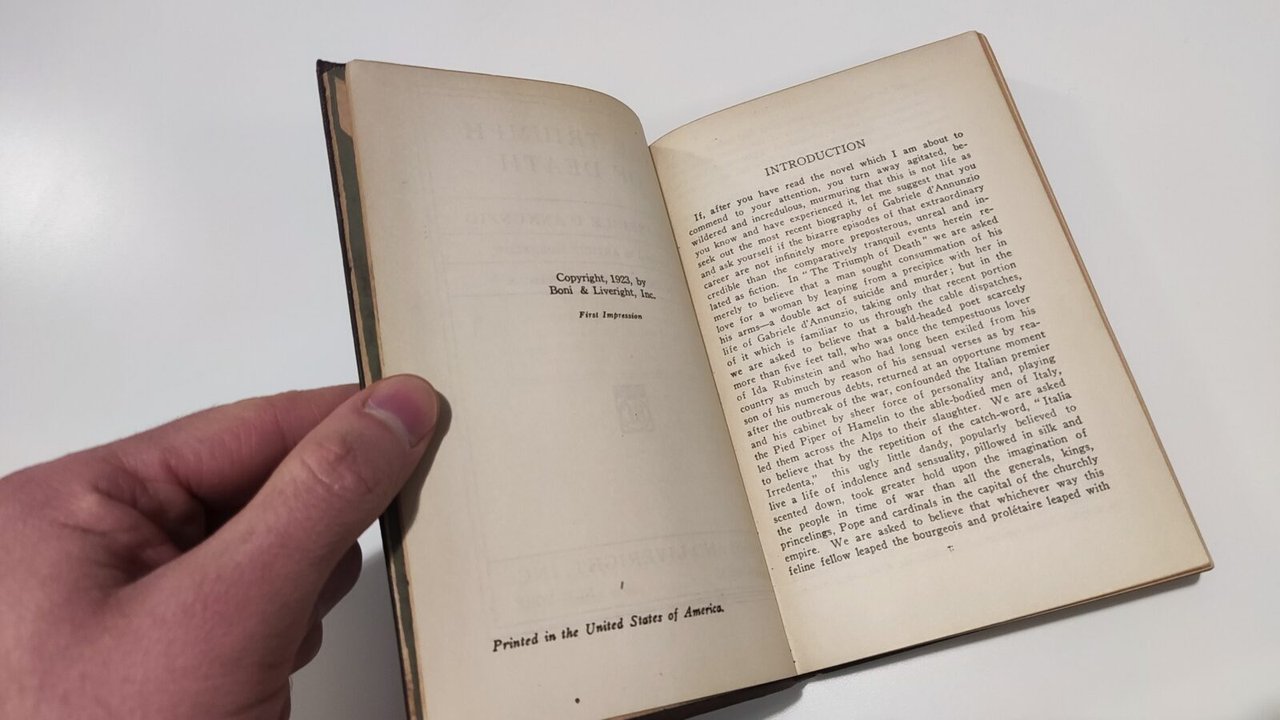 Copyright, 1923, by
Boni & Liveright, Inc.
First Impression
Printed in the United States of America.
INTRODUCTION
If, after you have read the novel which I am about to
commend to your attention, you turn away agitated, be-
wildered and incredulous, murmuring that this is not life as
you know and have experienced it, let me suggest that you
seek out the most recent biography of Gabriele d'Annunzio
and ask yourself if the bizarre episodes of that extraordinary
career are not infinitely more preposterous, unreal and in-
credible than the comparatively tranquil events herein re-
lated as fiction. In "The Triumph of Death" we are asked
merely to believe that a man sought consummation of his
love for a woman by leaping from a precipice with her in
his arms—a double act of suicide and murder; but in the
life of Gabriele d'Annunzio, taking only that recent portion
of it which is familiar to us through the cable dispatches,
we are asked to believe that a bald-headed poet scarcely
more than five feet tall, who was once the tempestuous lover
of Ida Rubinstein and who had long been exiled from his
country as much by reason of his sensual verses as by rea-
son of his numerous debts, returned at an opportune moment
after the outbreak of the war, confounded the Italian premier
and his cabinet by sheer force of personality and, playing
the Pied Piper of Hamelin to the able-bodied men of Italy,
led them across the Alps to their slaughter. We are asked
to believe that by the repetition of the catch-word, "Italia
Irredenta," this ugly little dandy, popularly believed to
live a life of indolence and sensuality, pillowed in silk and
scented down, took greater hold upon the imagination of
the people in time of war than all the generals, kings,
princelings, Pope and cardinals in the capital of the churchly
empire. We are asked to believe that whichever way this
feline fellow leaped the bourgeois and prolétaire leaped with